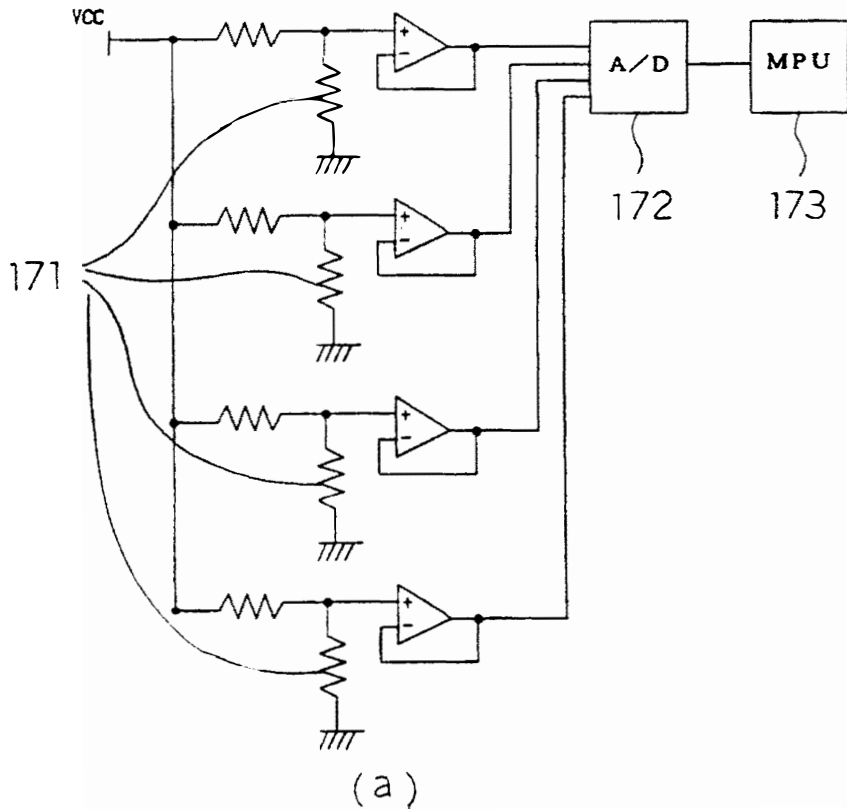 VCC
A/D
MPU
172
173
171
+
-
+
-
+
-
+
-
(a)